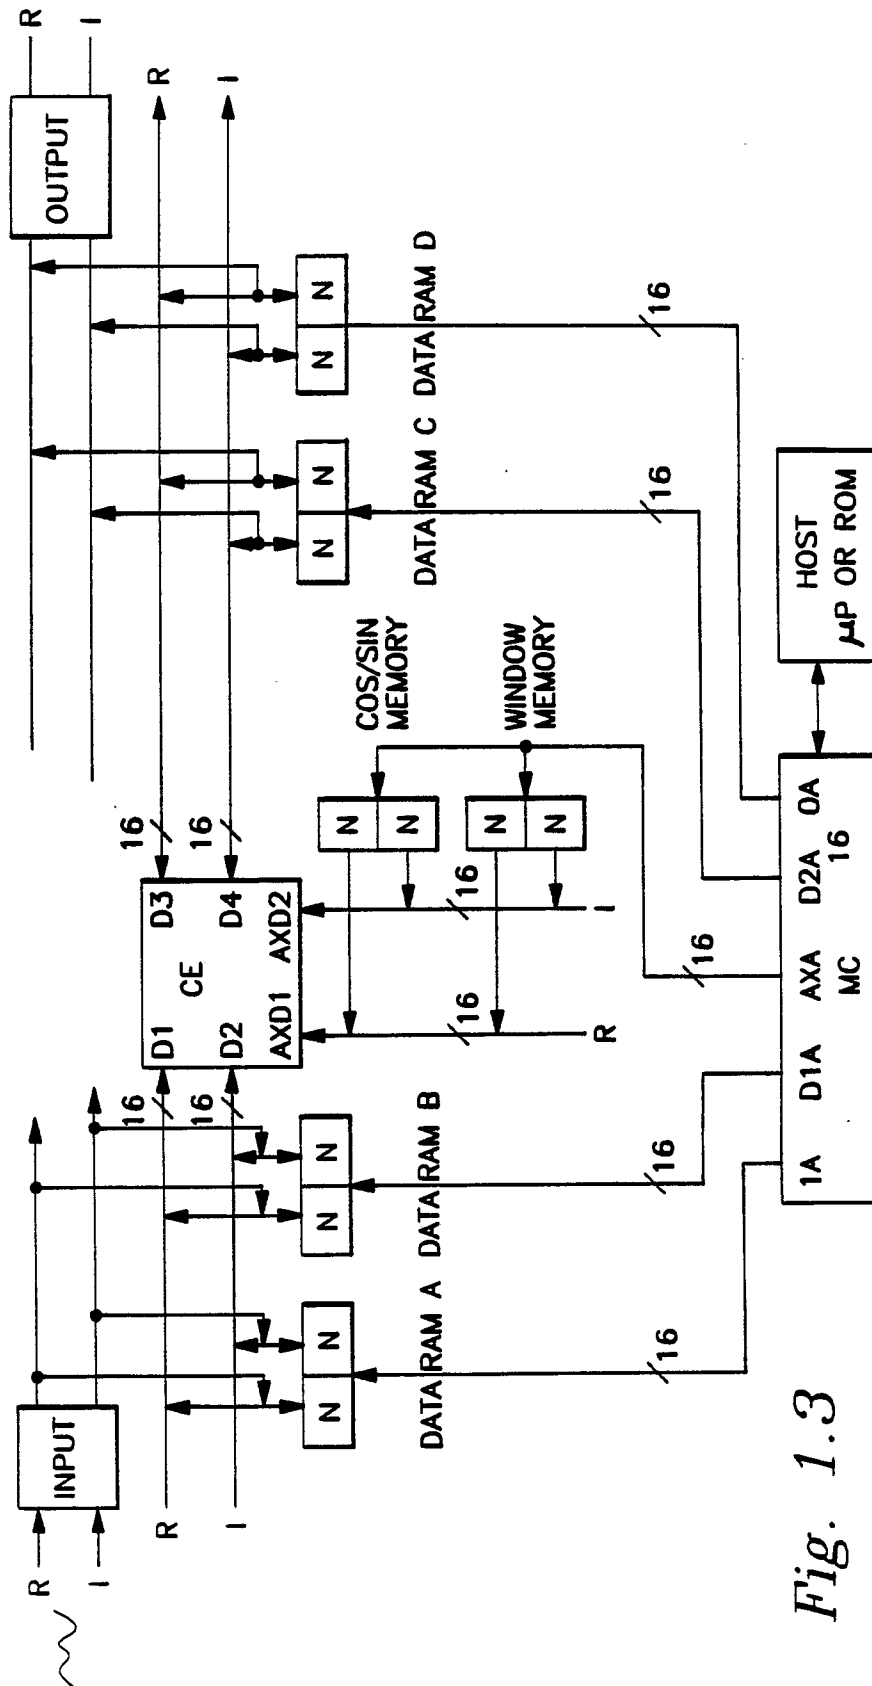 R
I
INPUT
OUTPUT
R
I
R
I
R
I
16
16
D1
D2
CE
D3
D4
AXD1
AXD2
16
16
N
N
DATA RAM A
N
N
DATA RAM B
16
16
R
I
N
N
COS/SIN
MEMORY
N
N
WINDOW
MEMORY
N
N
DATA RAM C
N
N
DATA RAM D
16
16
16
16
16
1A
D1A
AXA
D2A
OA
16
MC
HOST
μP OR ROM
Fig. 1.3